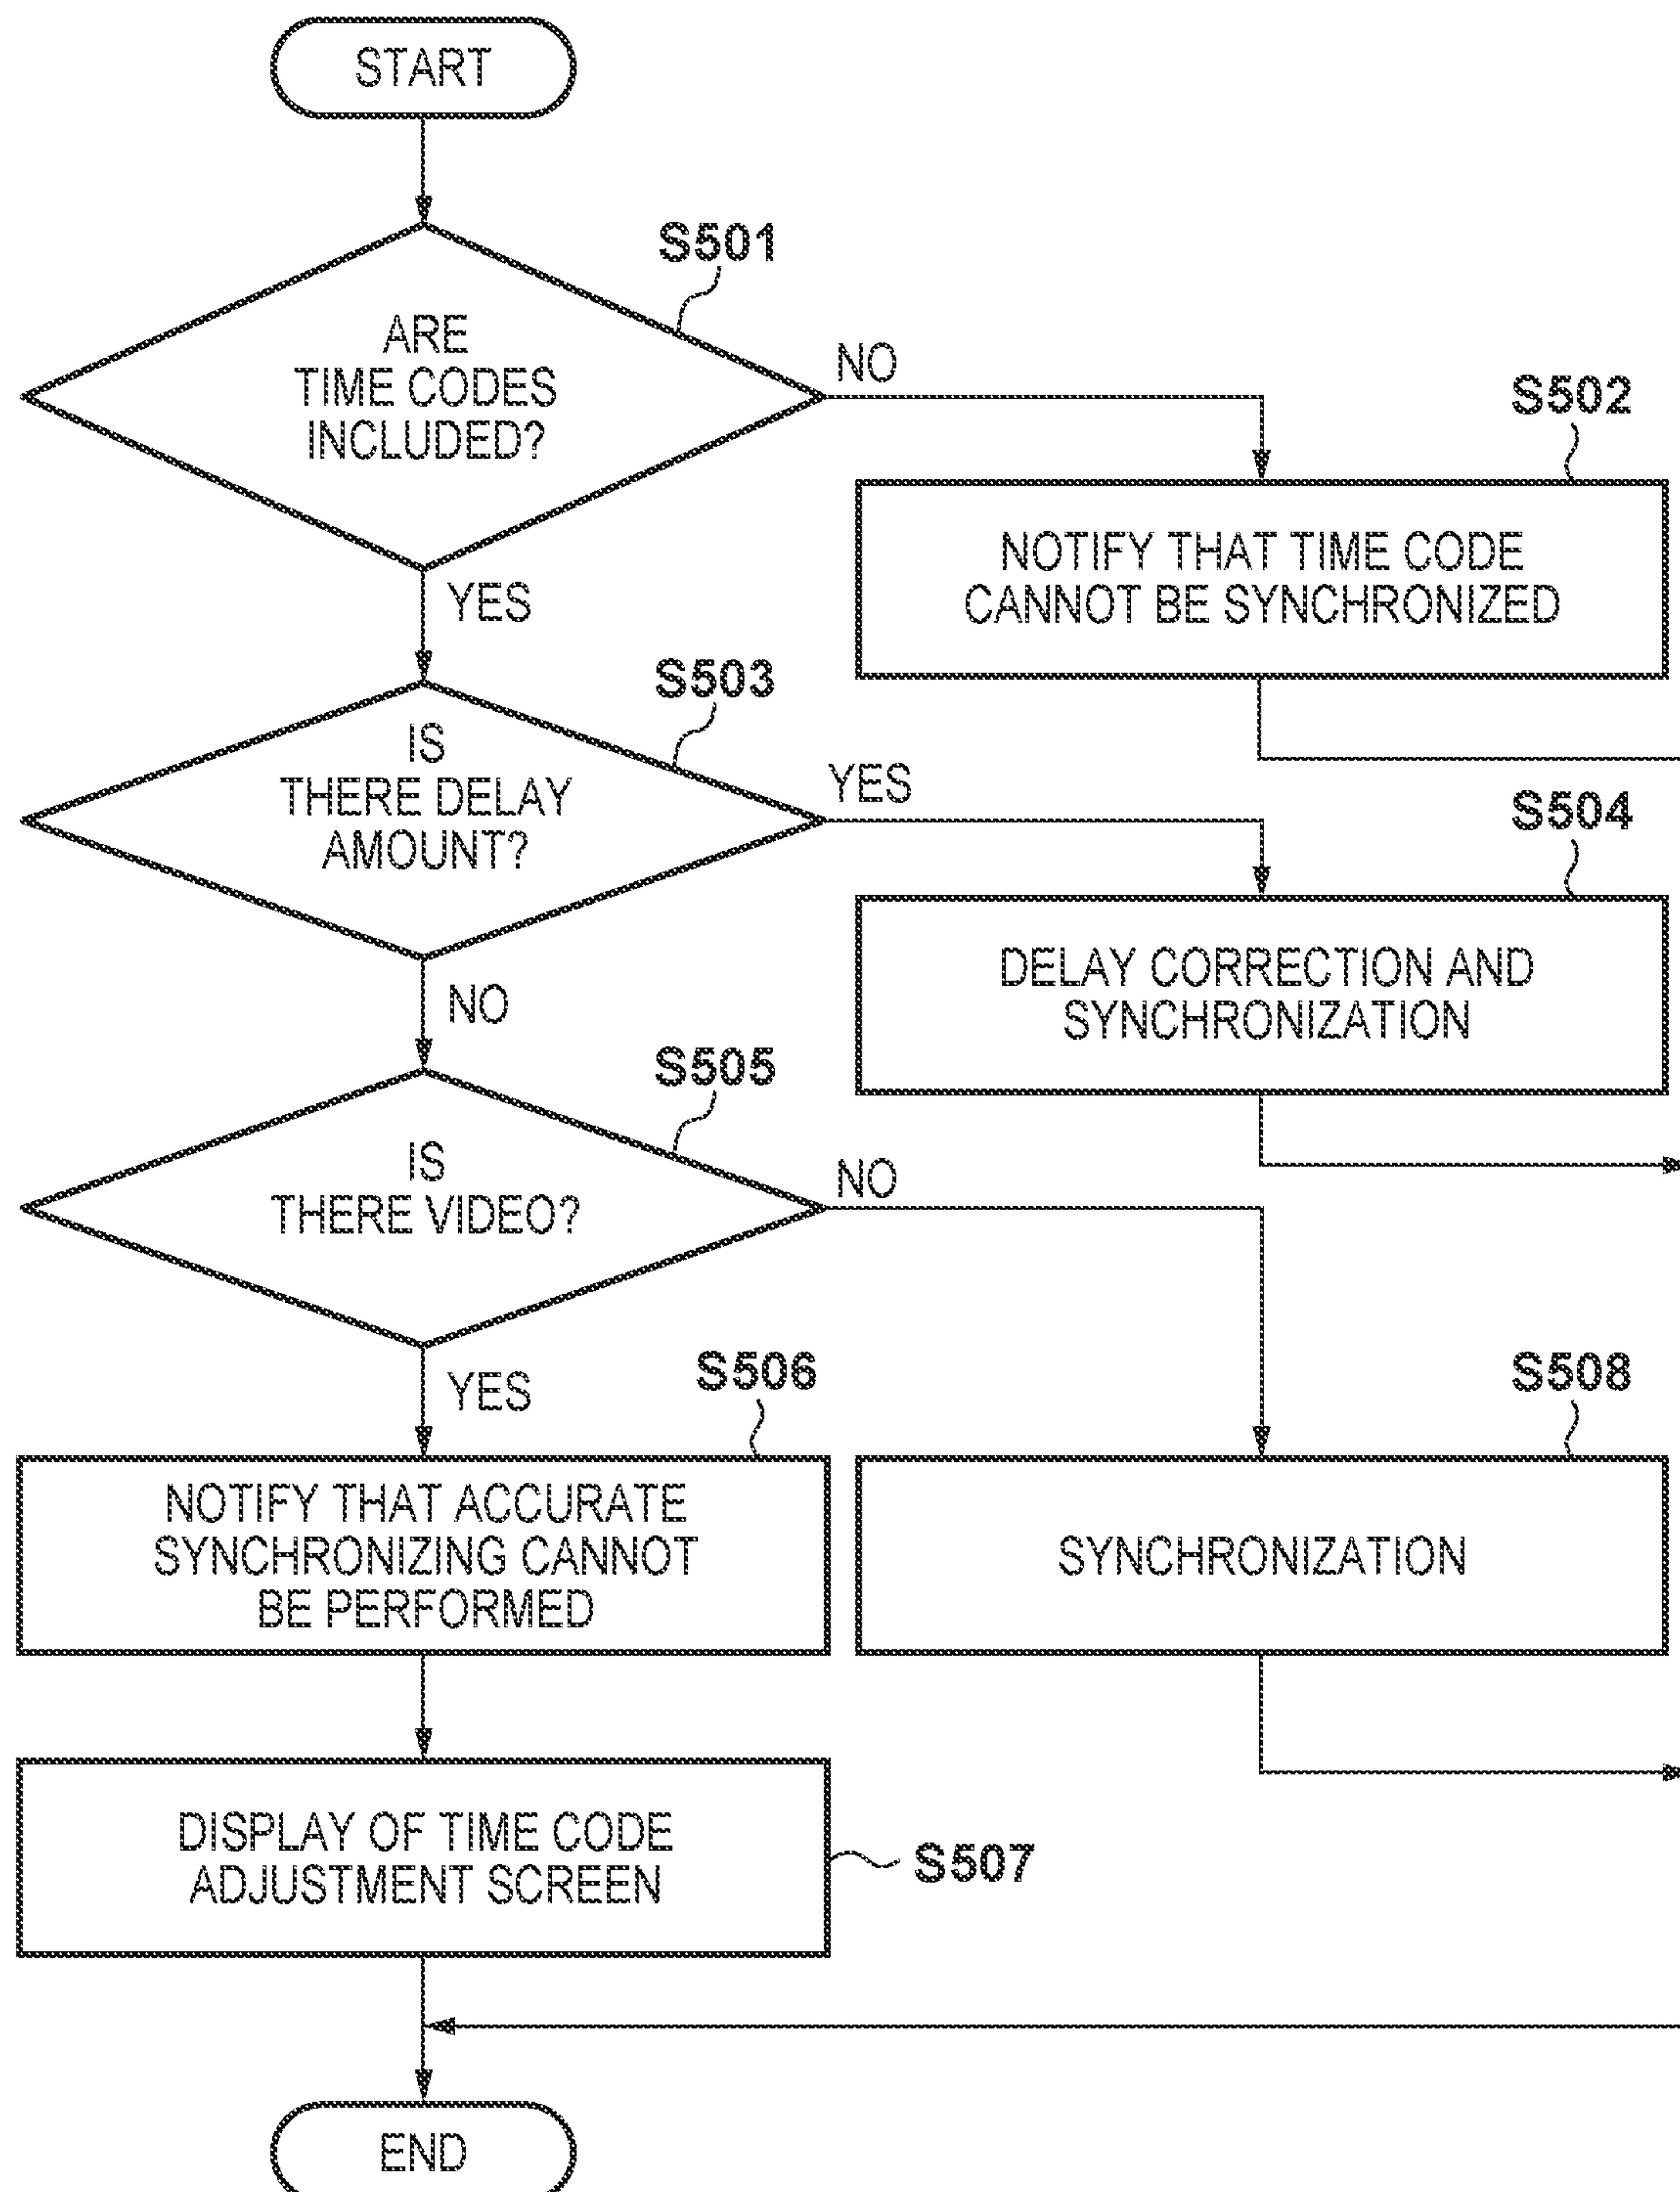 START
S501
ARE
TIME CODES
INCLUDED?
NO
S502
NOTIFY THAT TIME CODE
CANNOT BE SYNCHRONIZED
YES
S503
IS
THERE DELAY
AMOUNT?
YES
S504
DELAY CORRECTION AND
SYNCHRONIZATION
NO
S505
IS
THERE VIDEO?
NO
YES
S506
NOTIFY THAT ACCURATE
SYNCHRONIZING CANNOT
BE PERFORMED
S508
SYNCHRONIZATION
DISPLAY OF TIME CODE
ADJUSTMENT SCREEN
S507
END